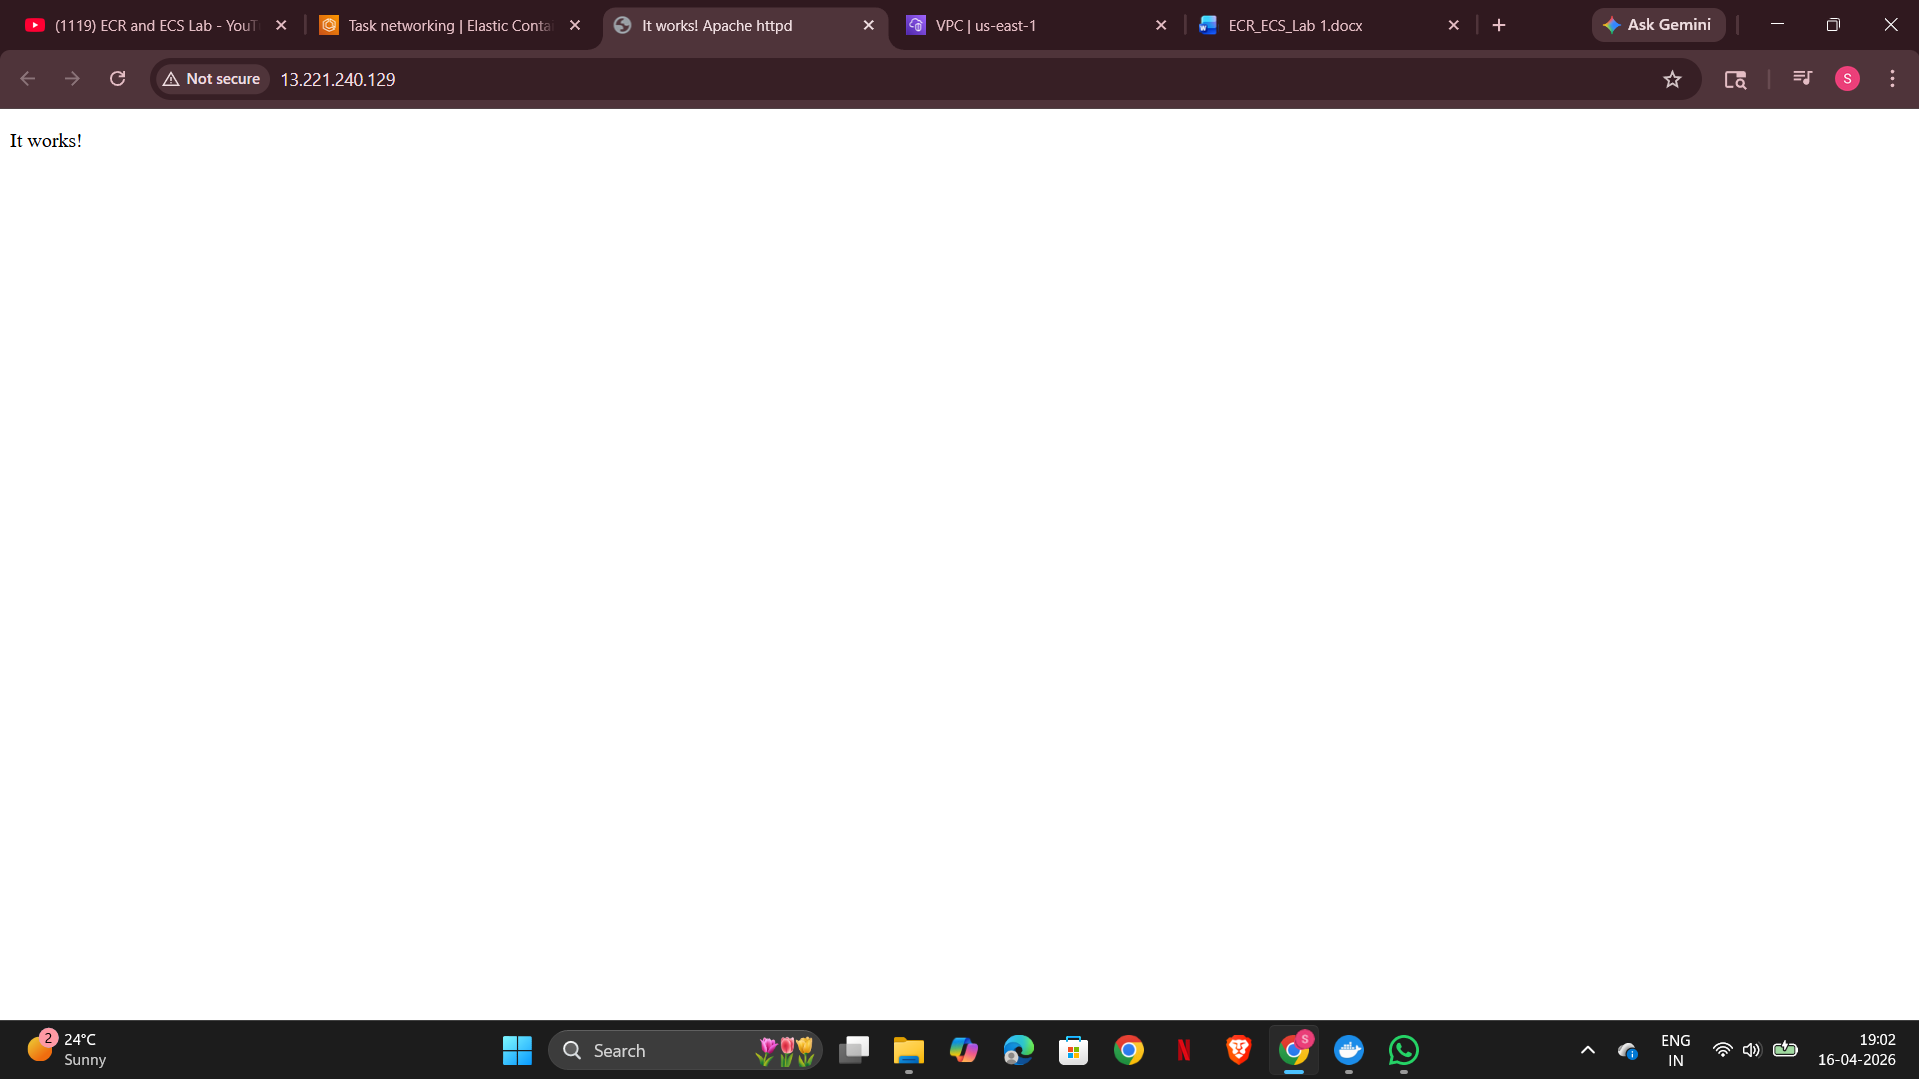 (1119) ECR and ECS Lab - YouT
Task networking | Elastic Contai
It works! Apache httpd
VPC | us-east-1
ECR_ECS_Lab 1.docx
Ask Gemini
Not secure
13.221.240.129
S
It works!
2
24°C
Sunny
Search
S
ENG
IN
19:02
16-04-2026